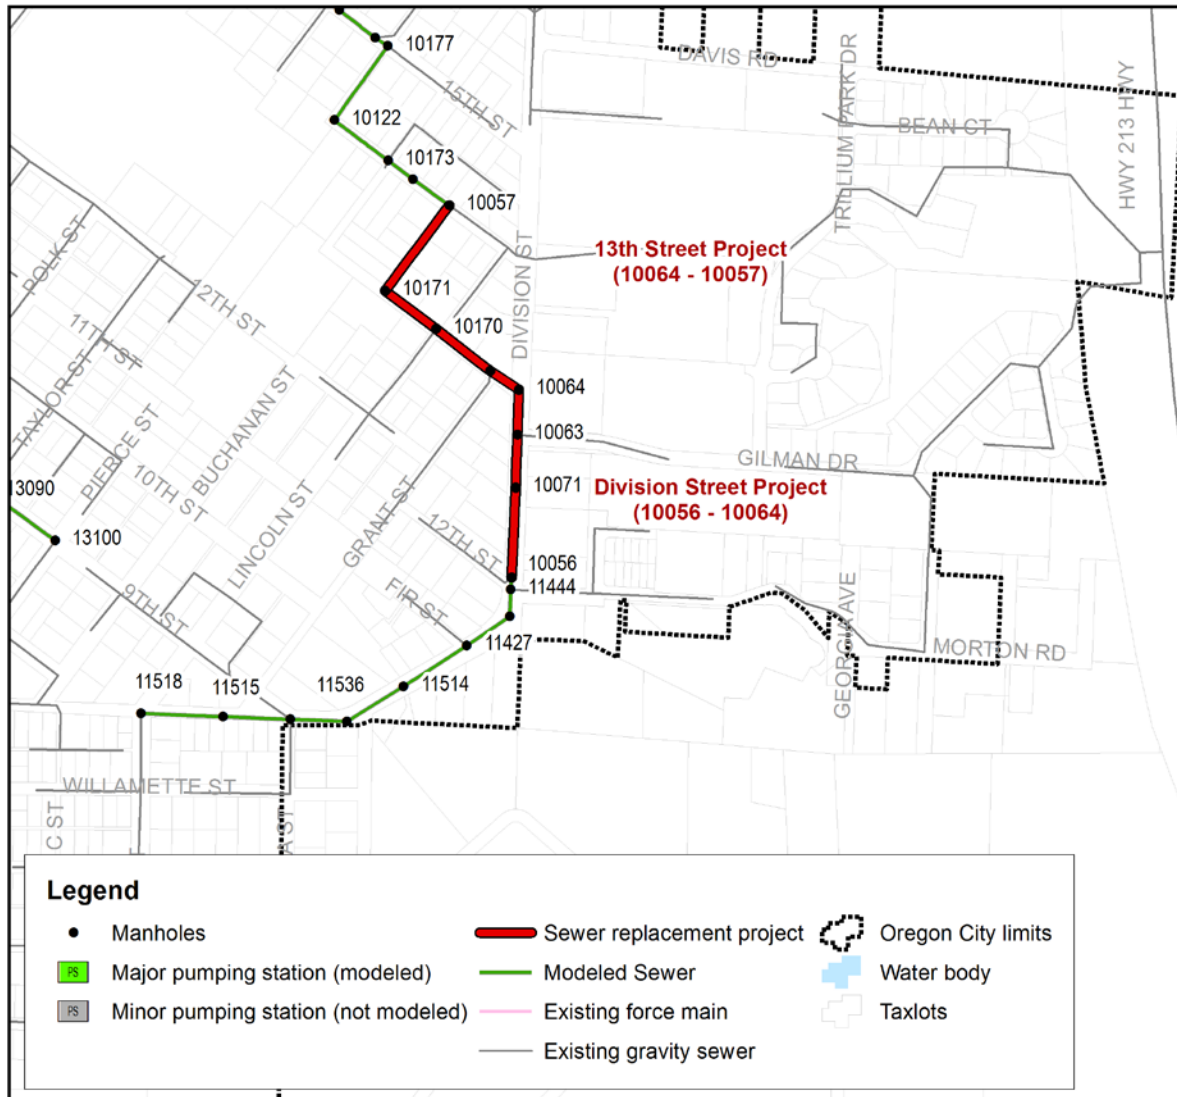 10177
DAVIS RD
TRILLIUM PARK DR
HWY 213 HWY
15TH ST
10122
BEAN CT
10173
10057
POLK ST
DIVISION ST
13th Street Project
(10064 - 10057)
12TH ST
10171
11TH ST
10170
TAYLOR ST
BUCHANAN ST
10064
PIERCE ST
10063
GILMAN DR
10TH ST
13090
10071
Division Street Project
(10056 - 10064)
LINCOLN ST
GRANT ST
12TH ST
13100
10056
11444
9TH ST
FIR ST
11427
GEORGIA AVE
MORTON RD
11518
11515
11536
11514
WILLAMETTE ST
C ST
A ST
Legend
Manholes
PS Major pumping station (modeled)
PS Minor pumping station (not modeled)
Sewer replacement project
Modeled Sewer
Existing force main
Existing gravity sewer
Oregon City limits
Water body
Taxlots